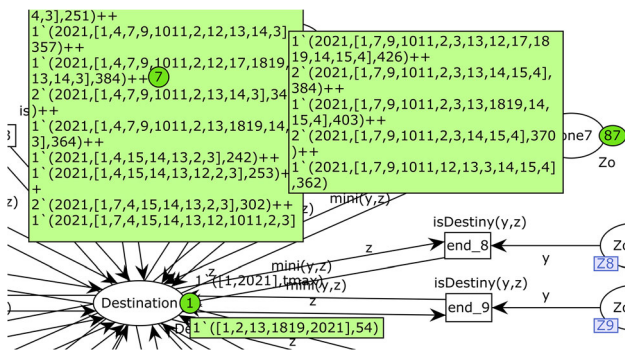 4,3],251)++
1`(2021,[1,4,7,9,1011,2,12,13,14,3]
357)++
1`(2021,[1,4,7,9,1011,2,12,17,1819
13,14,3],384)++
7
2`(2021,[1,4,7,9,1011,2,13,14,3],34
)++
1`(2021,[1,4,7,9,1011,2,13,1819,14,
3],364)++
1`(2021,[1,4,15,14,13,2,3],242)++
1`(2021,[1,4,15,14,13,12,2,3],253)+
+
2`(2021,[1,7,4,15,14,13,2,3],302)++
1`(2021,[1,7,4,15,14,13,12,1011,2,3]
1`(2021,[1,7,9,1011,2,3,13,12,17,18
19,14,15,4],426)++
2`(2021,[1,7,9,1011,2,3,13,14,15,4],
384)++
1`(2021,[1,7,9,1011,2,3,13,1819,14,
15,4],403)++
2`(2021,[1,7,9,1011,2,3,14,15,4],370
)++
1`(2021,[1,7,9,1011,12,13,3,14,15,4]
,362)
is
one7
87
Zo
z)
z)
mini(y,z)
isDestiny(y,z)
end_8
z
y
Z8
mini(y,z)
z
1`([1,2021],tmax)
mini(y,z)
isDestiny(y,z)
end_9
z
y
Z9
Destination
1
De
1`([1,2,13,1819,2021],54)
z